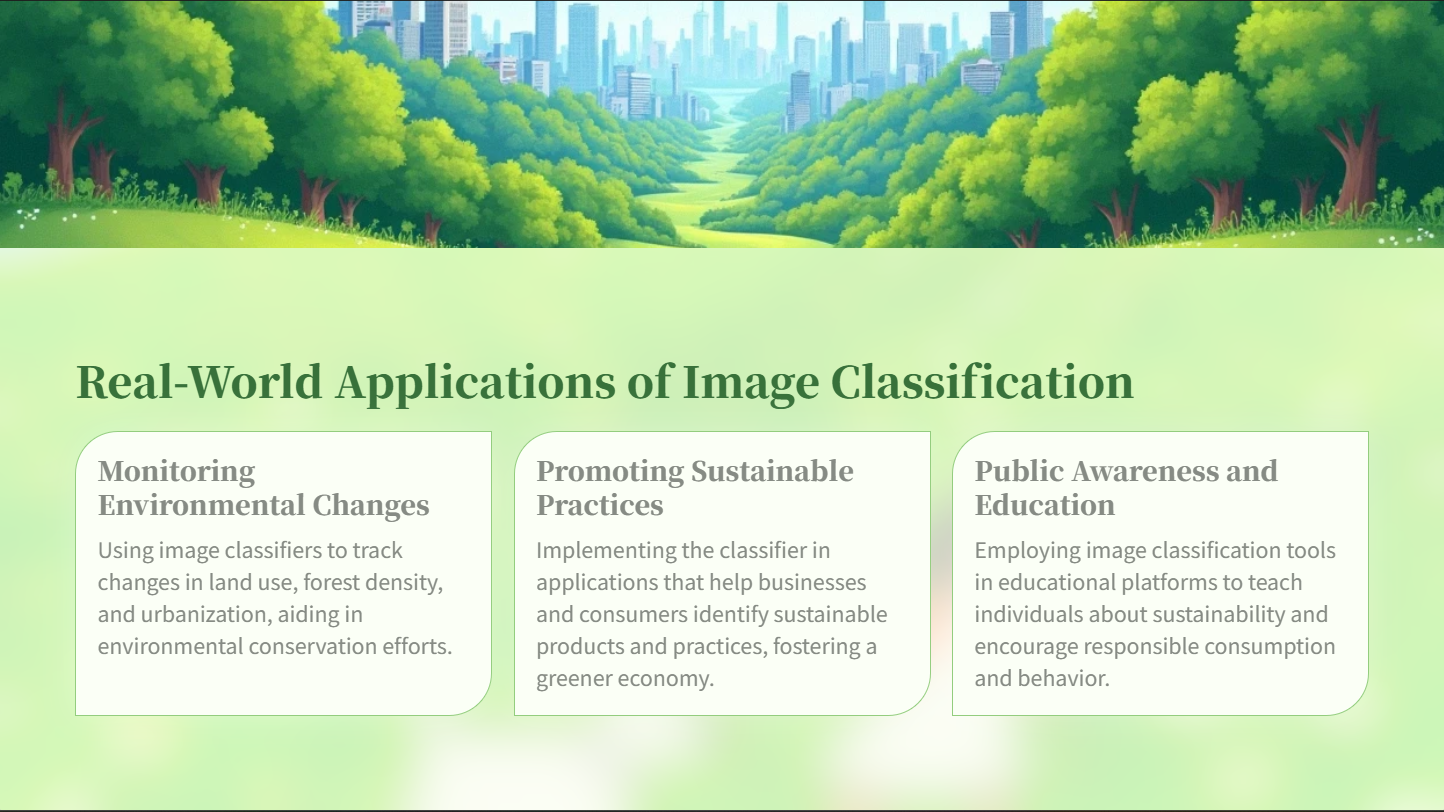 Real-World Applications of Image Classification
Monitoring
Environmental Changes
Using image classifiers to track
changes in land use, forest density,
and urbanization, aiding in
environmental conservation efforts.
Promoting Sustainable
Practices
Implementing the classifier in
applications that help businesses
and consumers identify sustainable
products and practices, fostering a
greener economy.
Public Awareness and
Education
Employing image classification tools
in educational platforms to teach
individuals about sustainability and
encourage responsible consumption
and behavior.